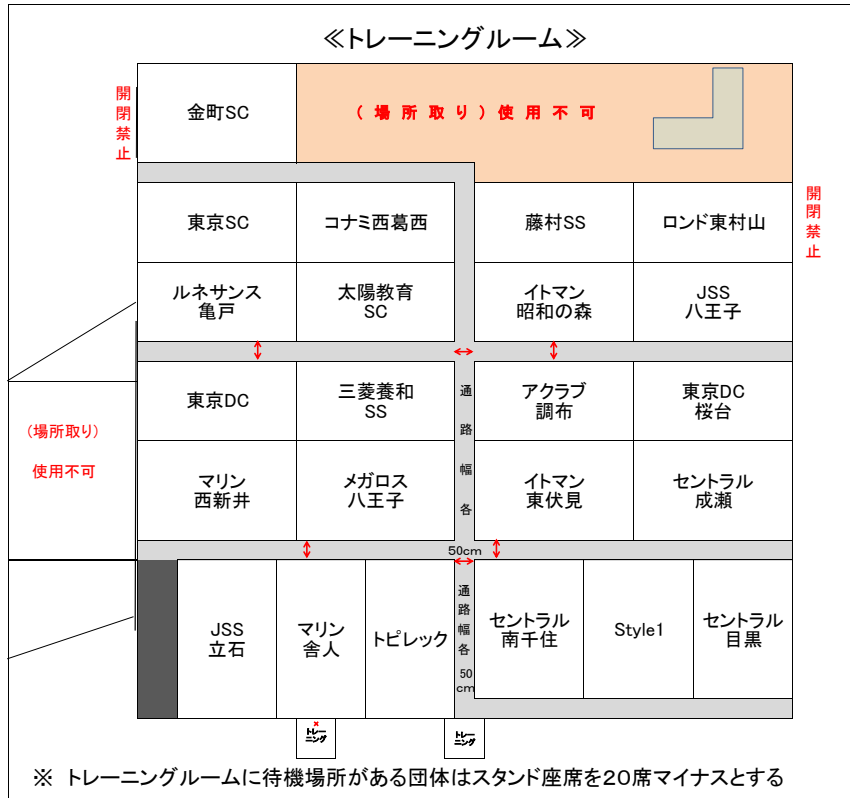 ≪トレーニングルーム≫
開閉禁止
金町SC
(場所取り)使用不可
東京SC
コナミ西葛西
藤村SS
ロンド東村山
開閉禁止
ルネサンス
亀戸
太陽教育
SC
イトマン
昭和の森
JSS
八王子
東京DC
三菱養和
SS
通路幅各
アクラブ
調布
東京DC
桜台
(場所取り)
使用不可
マリン
西新井
メガロス
八王子
イトマン
東伏見
セントラル
成瀬
50cm
JSS
立石
マリン
舎人
トピレック
通路幅各
50
cm
セントラル
南千住
Style1
セントラル
目黒
×
トレー
ニング
トレー
ニング
※ トレーニングルームに待機場所がある団体はスタンド座席を20席マイナスとする